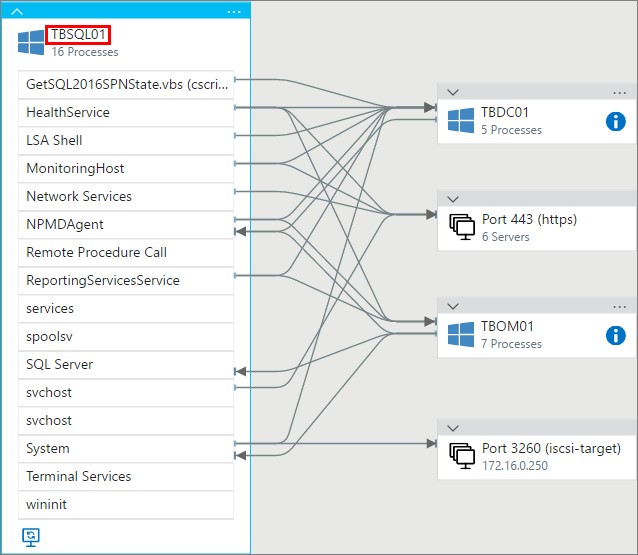 TBSQL01
16 Processes
GetSQL2016SPNState.vbs (cscri...
HealthService
LSA Shell
MonitoringHost
Network Services
NPMDAgent
Remote Procedure Call
ReportingServicesService
services
spoolsv
SQL Server
svchost
svchost
System
Terminal Services
wininit
TBDC01
5 Processes
Port 443 (https)
6 Servers
TBOM01
7 Processes
Port 3260 (iscsi-target)
172.16.0.250